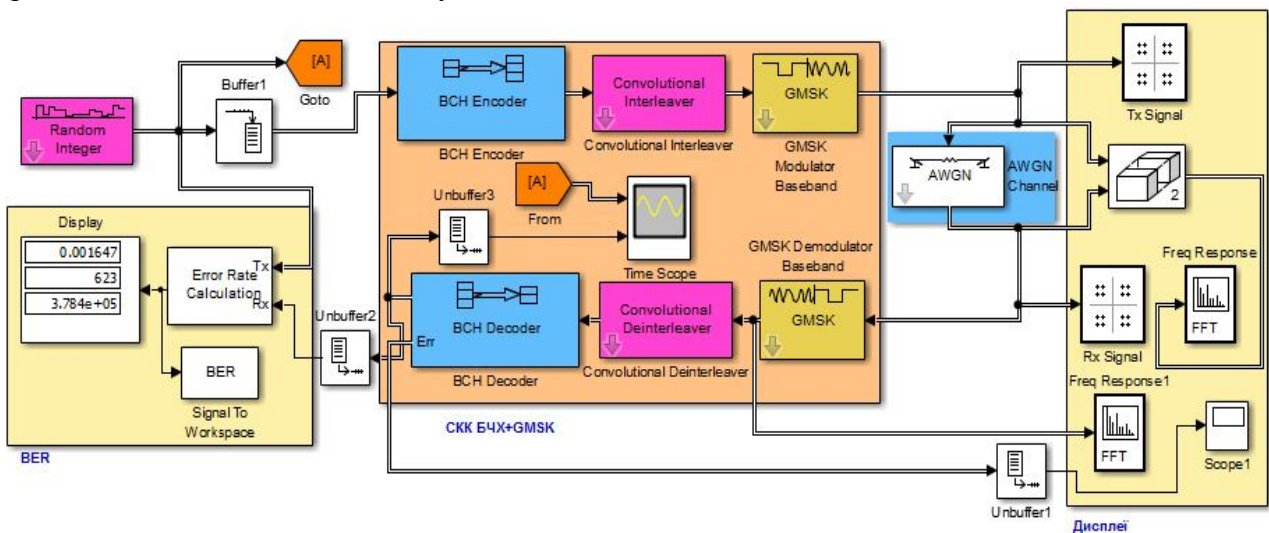 [A]
Goto
Buffer1
Random
Integer
BCH Encoder
BCH Encoder
Convolutional
Interleaver
Convolutional Interleaver
GMSK
GMSK
Modulator
Baseband
Tx Signal
AWGN
AWGN
Channel
2
[A]
From
Unbuffer3
Time Scope
Display
0.001647
623
3.784e+05
Error Rate
Calculation
Tx
Rx
BER
Signal To
Workspace
BER
Unbuffer2
BCH Decoder
Err
BCH Decoder
Convolutional
Deinterleaver
Convolutional Deinterleaver
GMSK Demodulator
Baseband
GMSK
Freq Response
FFT
Rx Signal
Freq Response1
FFT
Scope1
СКК БЧХ+GMSK
Unbuffer1
Дисплеї